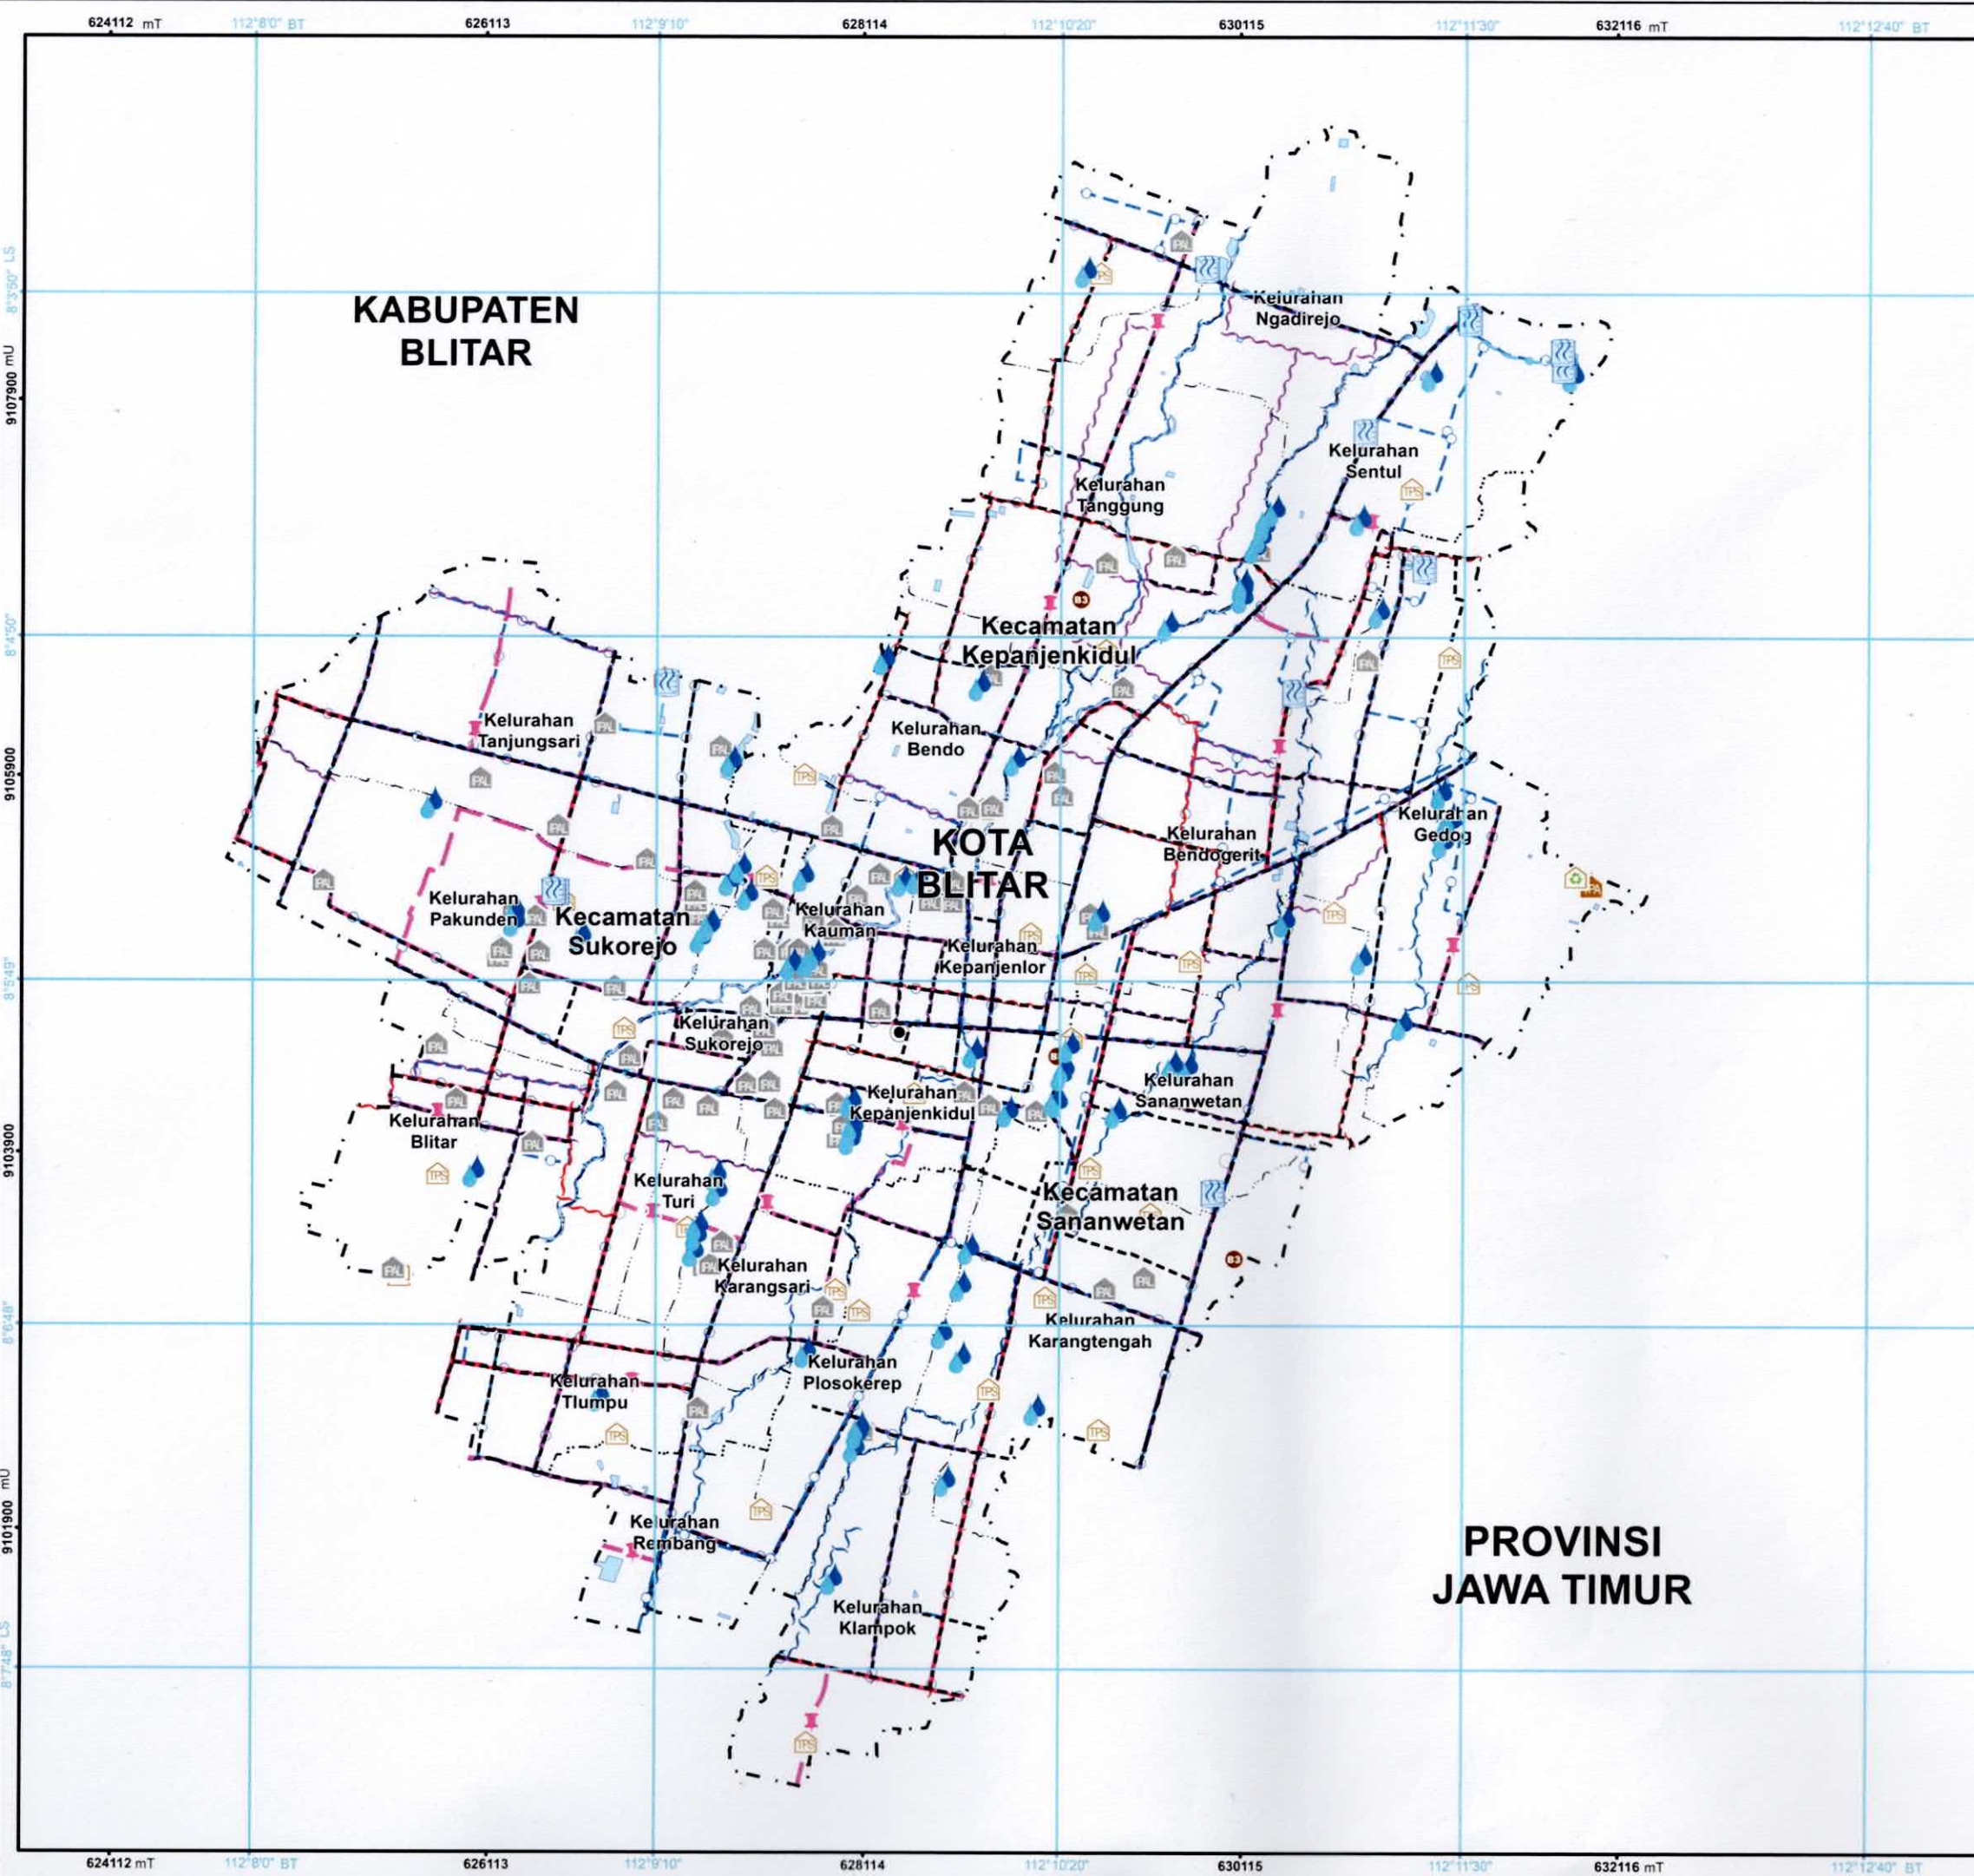 624112 mT
112°8'0" BT
626113
112°9'10"
628114
112°10'20"
630115
112°11'30"
632116 mT
112°12'40" BT
8°3'50" LS
9107900 mU
8°4'50"
9105900
8°5'49"
9103900
8°6'48"
9101900 mU
8°7'48" LS
KABUPATEN
BLITAR
Kelurahan
Ngadirejo
Kelurahan
Sentul
Kelurahan
Tanggung
B3
Kecamatan
Kepanjenkidul
Kelurahan
Tanjungsari
Kelurahan
Bendo
KOTA
BLITAR
Kelurahan
Bendogerit
Kelurahan
Gedog
Kelurahan
Pakunden
Kecamatan
Sukorejo
Kelurahan
Kauman
Kelurahan
Kepanjenlor
Kelurahan
Sukorejo
Kelurahan
Sananwetan
Kelurahan
Kepanjenkidul
Kelurahan
Blitar
Kelurahan
Turi
Kecamatan
Sananwetan
B3
Kelurahan
Karangsari
Kelurahan
Karangtengah
Kelurahan
Plosokerep
Kelurahan
Tlumpu
Kelurahan
Rembang
Kelurahan
Klampok
PROVINSI
JAWA TIMUR
IPAL
TPS
624112 mT
112°8'0" BT
626113
112°9'10"
628114
112°10'20"
630115
112°11'30"
632116 mT
112°12'40" BT